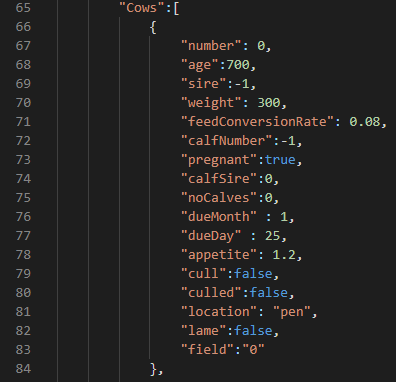 65 "Cows":[
66 {
67 "number": 0,
68 "age":700,
69 "sire":-1,
70 "weight": 300,
71 "feedConversionRate": 0.08,
72 "calfNumber":-1,
73 "pregnant":true,
74 "calfSire":0,
75 "noCalves":0,
76 "dueMonth" : 1,
77 "dueDay" : 25,
78 "appetite": 1.2,
79 "cull":false,
80 "culled":false,
81 "location": "pen",
82 "lame":false,
83 "field":"0"
84 },